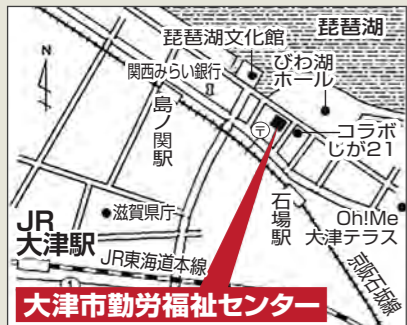 琵琶湖
琵琶湖文化館
びわ湖
ホール
N
関西みらい銀行
島ノ関駅
〒
コラボ
しが21
滋賀県庁
石場駅
Oh!Me
大津テラス
JR
大津駅
JR東海道本線
京阪石坂線
大津市勤労福祉センター